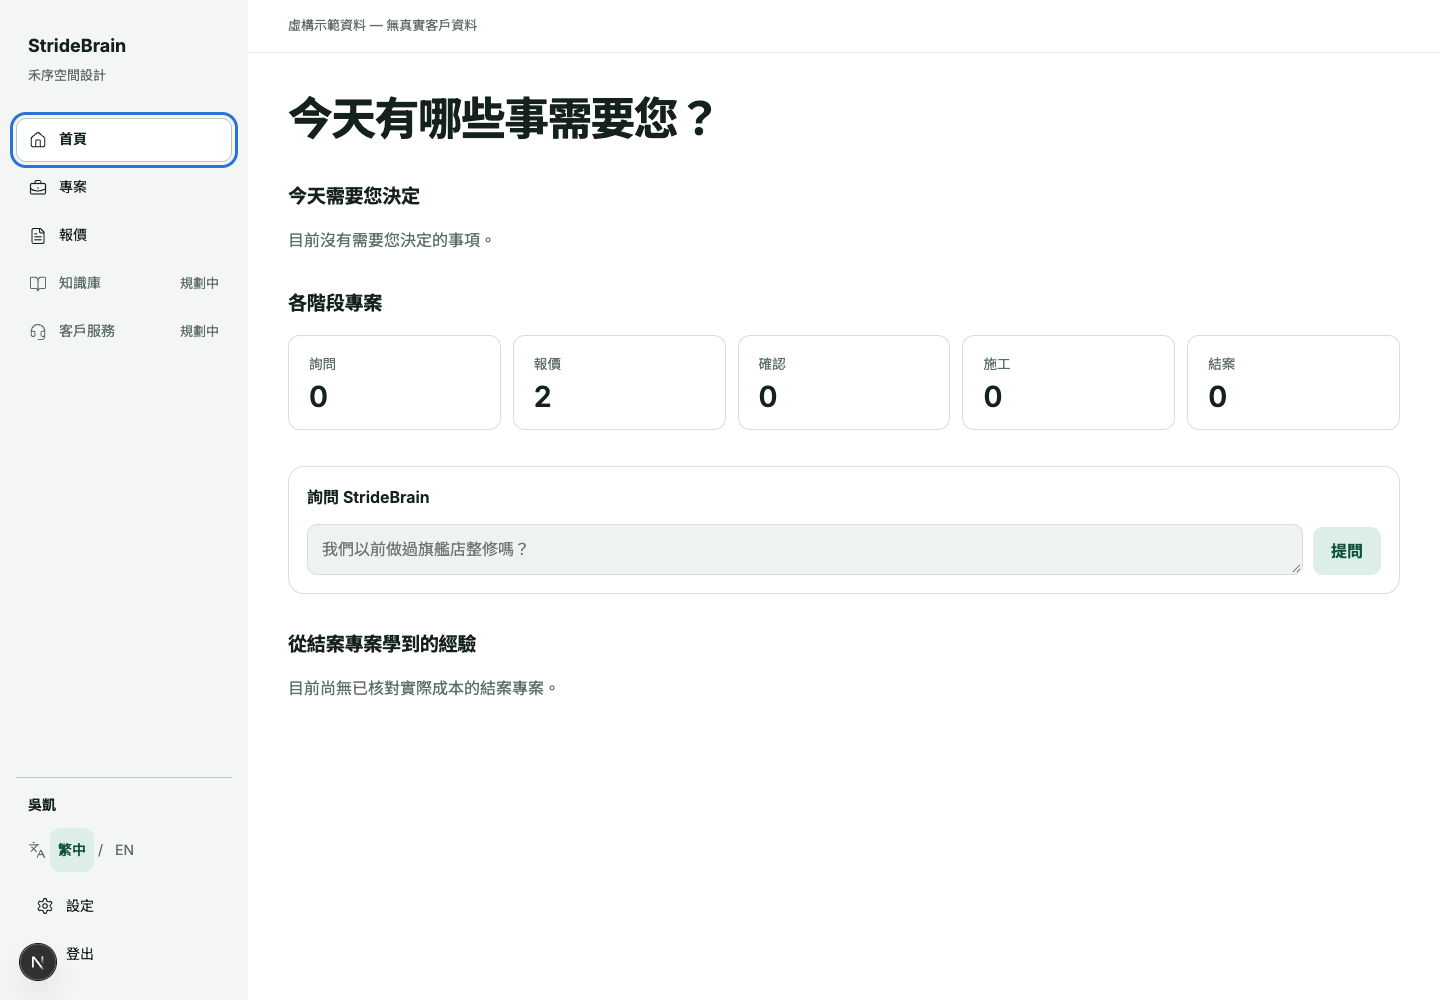 StrideBrain
禾序空間設計
首頁
專案
報價
知識庫 規劃中
客戶服務 規劃中
吳凱
繁中 / EN
設定
登出
N
虛構示範資料 — 無真實客戶資料
今天有哪些事需要您？
今天需要您決定
目前沒有需要您決定的事項。
各階段專案
詢問
0
報價
2
確認
0
施工
0
結案
0
詢問 StrideBrain
我們以前做過旗艦店整修嗎？
提問
從結案專案學到的經驗
目前尚無已核對實際成本的結案專案。